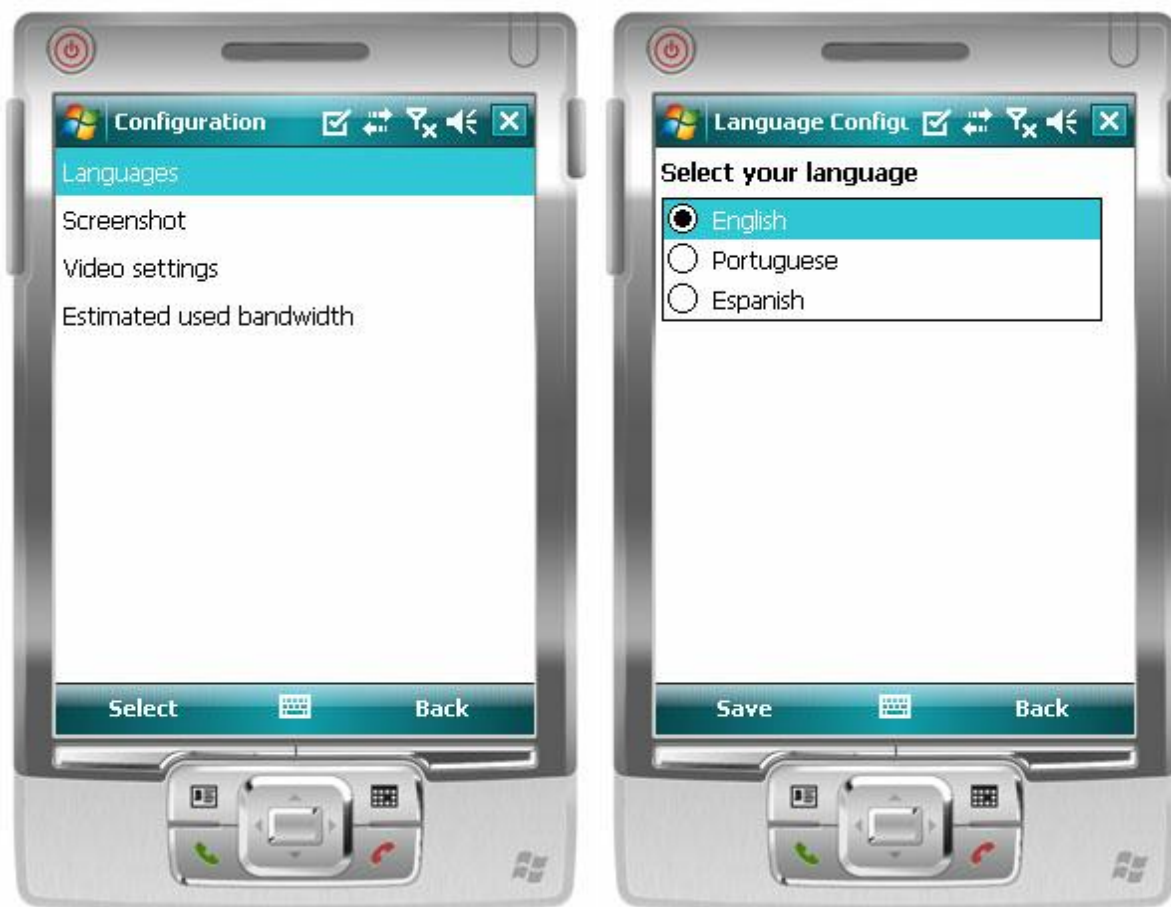 Configuration
Languages
Screenshot
Video settings
Estimated used bandwidth
Select
Back
Language Configu
Select your language
English
Portuguese
Espanish
Save
Back